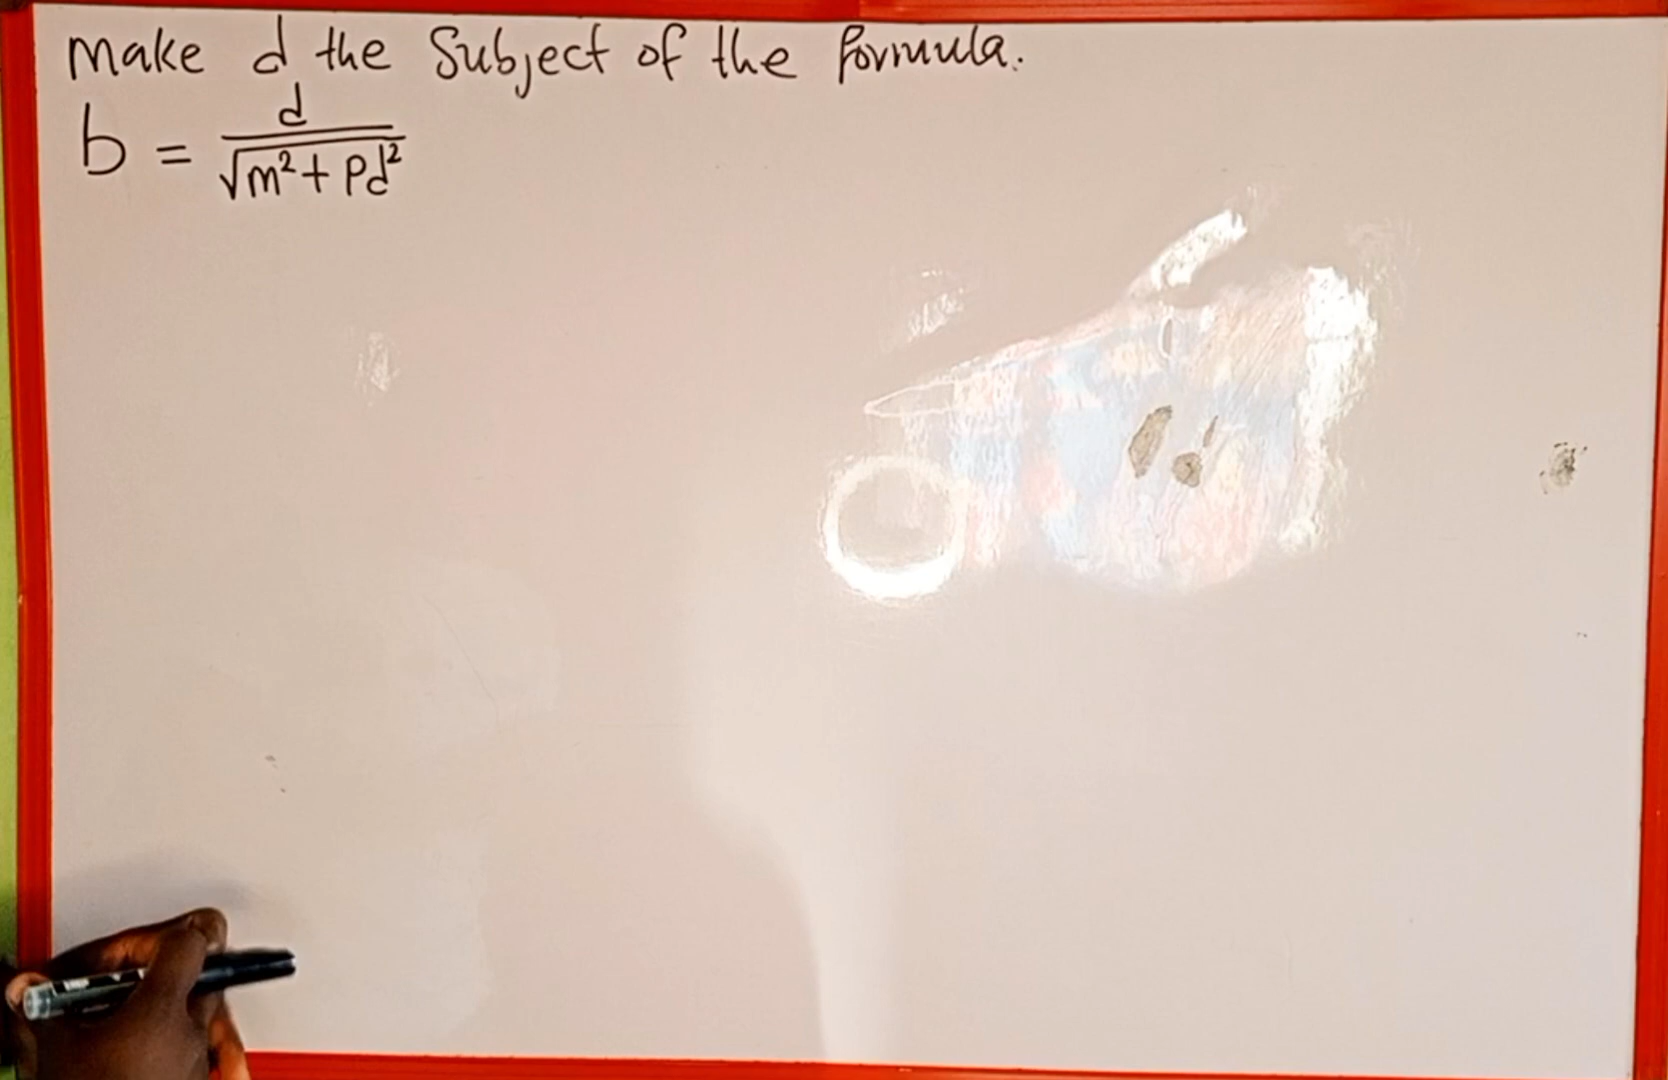 make d the Subject of the formula.
b = d / √m² + Pd²